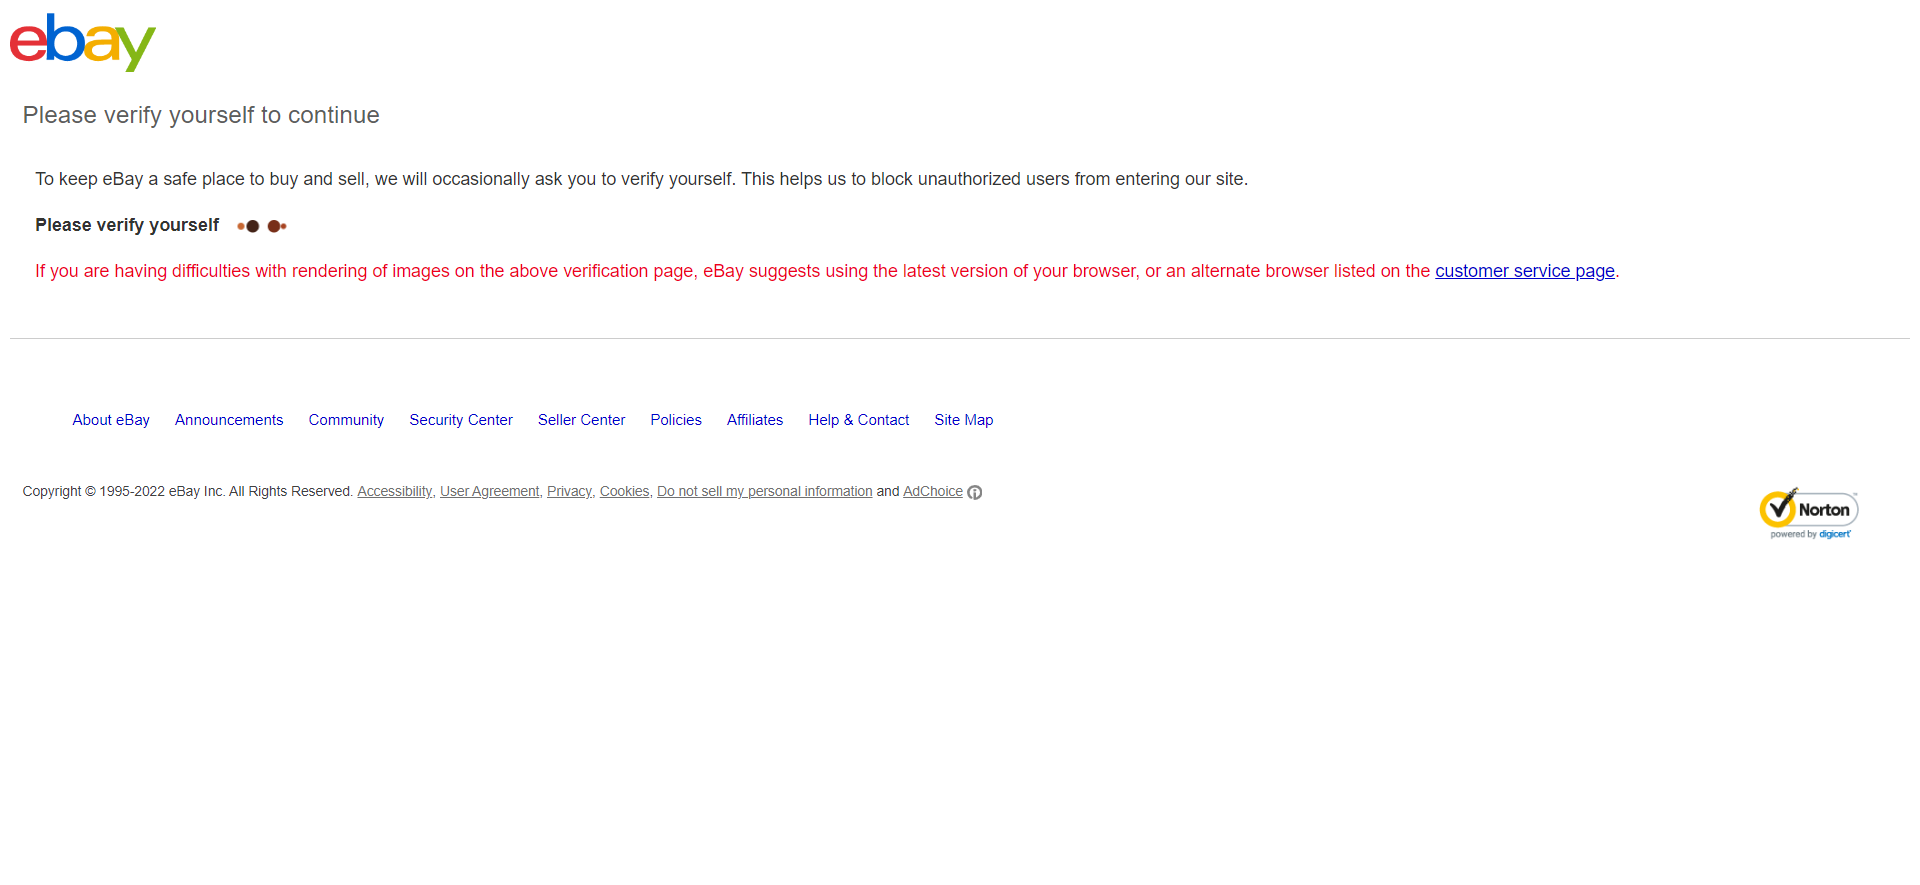 ebay
Please verify yourself to continue
To keep eBay a safe place to buy and sell, we will occasionally ask you to verify yourself. This helps us to block unauthorized users from entering our site.
Please verify yourself
If you are having difficulties with rendering of images on the above verification page, eBay suggests using the latest version of your browser, or an alternate browser listed on the customer service page.
About eBay Announcements Community Security Center Seller Center Policies Affiliates Help & Contact Site Map
Copyright © 1995-2022 eBay Inc. All Rights Reserved. Accessibility, User Agreement, Privacy, Cookies, Do not sell my personal information and AdChoice
Norton
powered by digicert